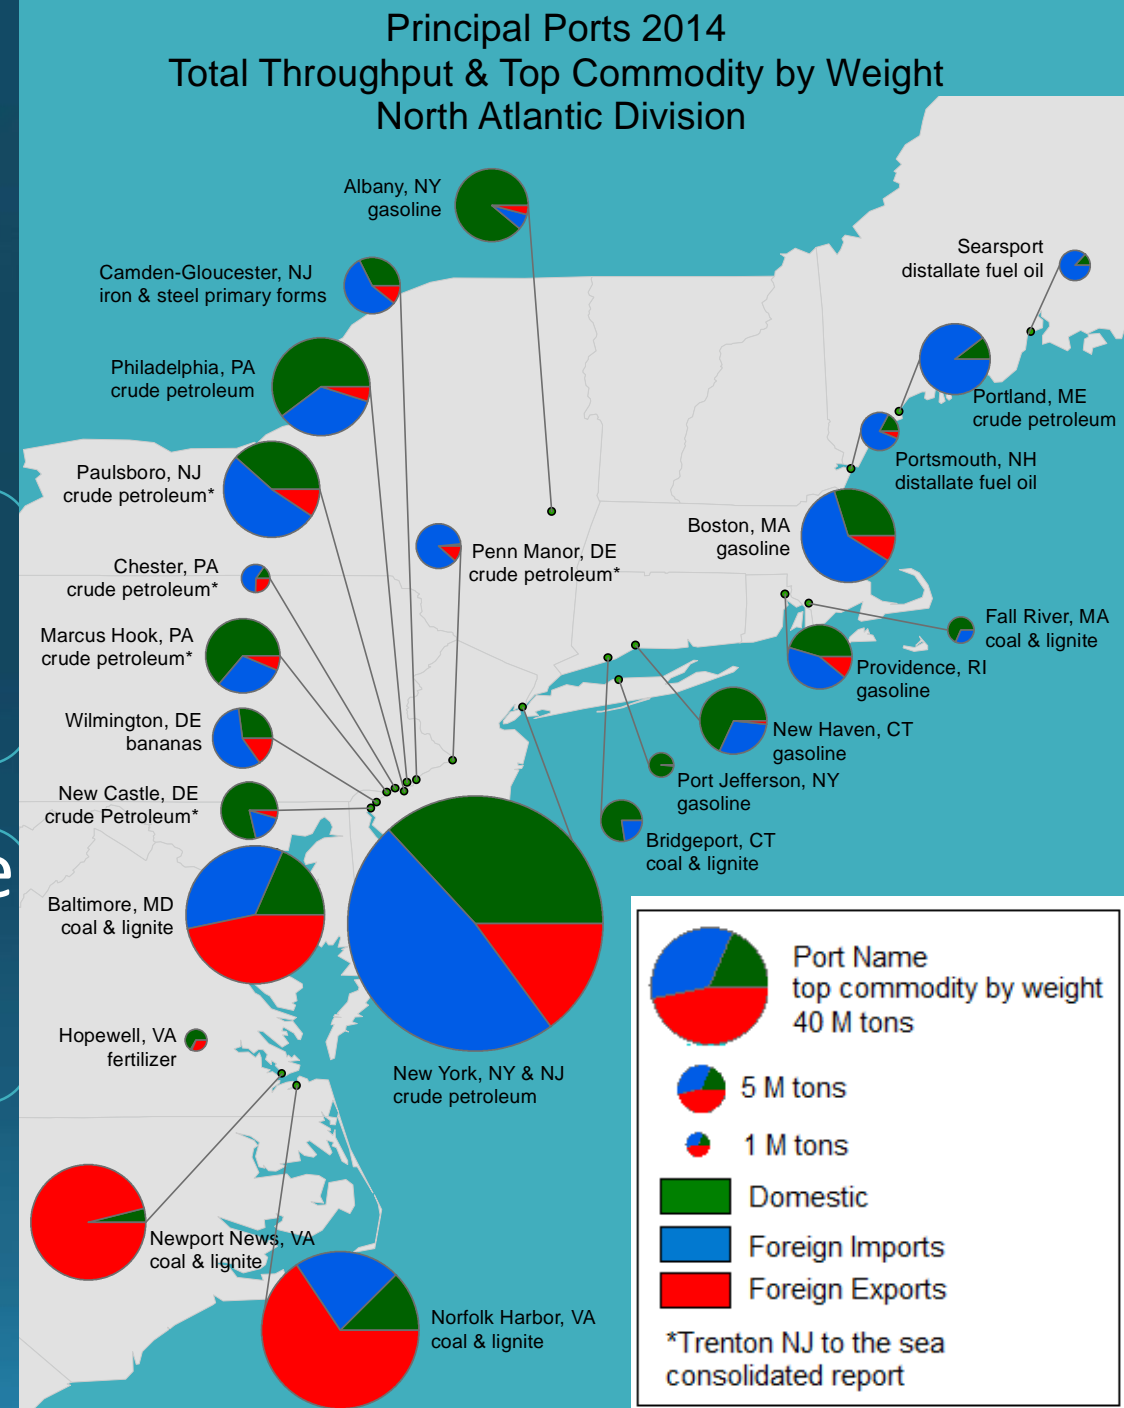 Principal Ports 2014
Total Throughput & Top Commodity by Weight
North Atlantic Division
Albany, NY
gasoline
Searsport
distallate fuel oil
Camden-Gloucester, NJ
iron & steel primary forms
Philadelphia, PA
crude petroleum
Portland, ME
crude petroleum
Paulsboro, NJ
crude petroleum*
Portsmouth, NH
distallate fuel oil
Boston, MA
gasoline
Penn Manor, DE
crude petroleum*
Chester, PA
crude petroleum*
Fall River, MA
coal & lignite
Marcus Hook, PA
crude petroleum*
Providence, RI
gasoline
Wilmington, DE
bananas
New Haven, CT
gasoline
Port Jefferson, NY
gasoline
New Castle, DE
crude Petroleum*
Bridgeport, CT
coal & lignite
e
Baltimore, MD
coal & lignite
Hopewell, VA
fertilizer
New York, NY & NJ
crude petroleum
Newport News, VA
coal & lignite
Norfolk Harbor, VA
coal & lignite
Port Name
top commodity by weight
40 M tons
5 M tons
1 M tons
Domestic
Foreign Imports
Foreign Exports
*Trenton NJ to the sea
consolidated report